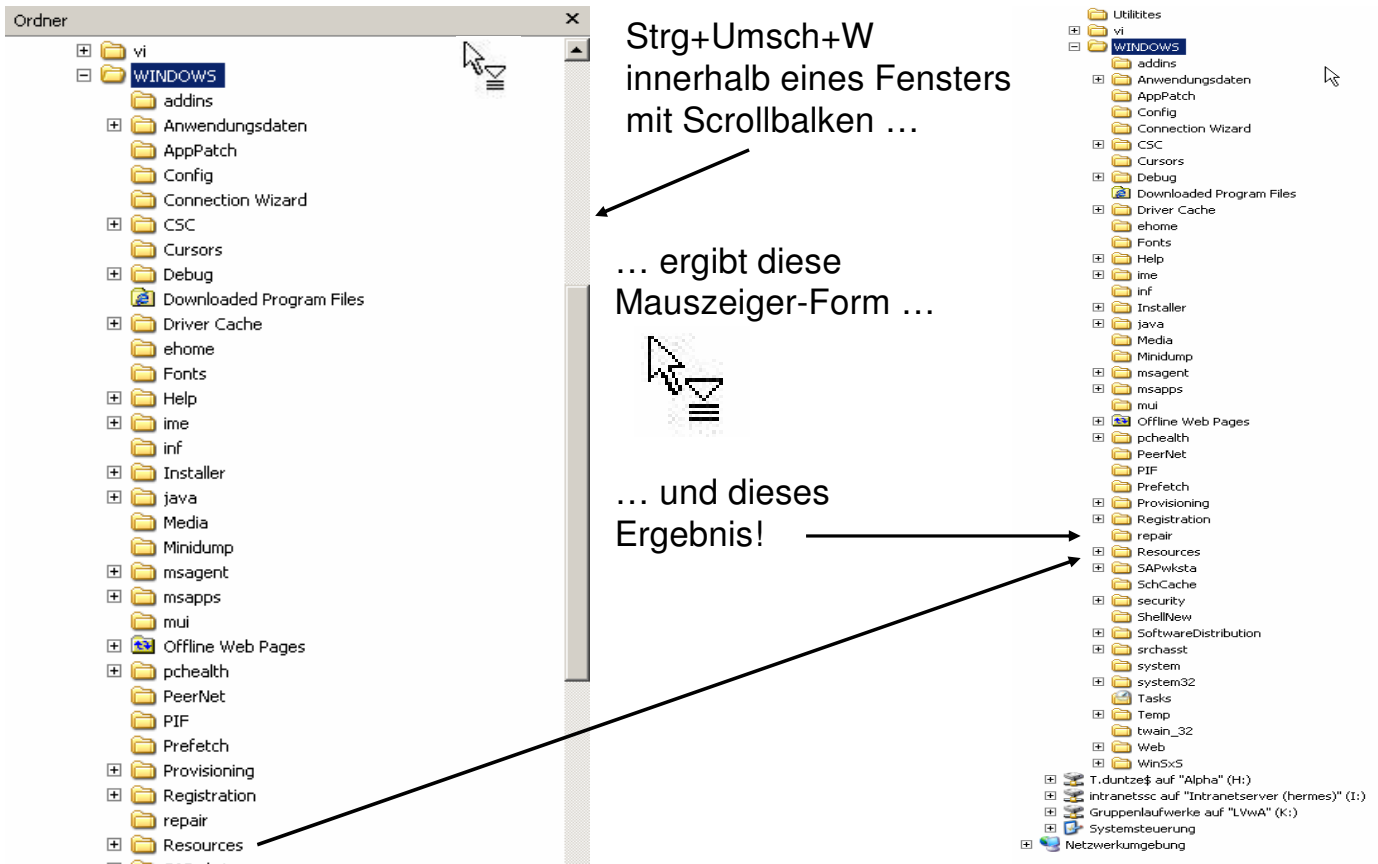 Ordner
vi
WINDOWS
addins
Anwendungsdaten
AppPatch
Config
Connection Wizard
CSC
Cursors
Debug
Downloaded Program Files
Driver Cache
ehome
Fonts
Help
ime
inf
Installer
java
Media
Minidump
msagent
msapps
mui
Offline Web Pages
pchealth
PeerNet
PIF
Prefetch
Provisioning
Registration
repair
Resources
Strg+Umsch+W
innerhalb eines Fensters
mit Scrollbalken …
… ergibt diese
Mauszeiger-Form …
… und dieses
Ergebnis!
Utilitites
vi
WINDOWS
addins
Anwendungsdaten
AppPatch
Config
Connection Wizard
CSC
Cursors
Debug
Downloaded Program Files
Driver Cache
ehome
Fonts
Help
ime
inf
Installer
java
Media
Minidump
msagent
msapps
mui
Offline Web Pages
pchealth
PeerNet
PIF
Prefetch
Provisioning
Registration
repair
Resources
SAPwksta
SchCache
security
ShellNew
SoftwareDistribution
srchasst
system
system32
Tasks
Temp
twain_32
Web
WinSxS
T.duntze$ auf "Alpha" (H:)
intranetssc auf "Intranetserver (hermes)" (I:)
Gruppenlaufwerke auf "LVwA" (K:)
Systemsteuerung
Netzwerkumgebung